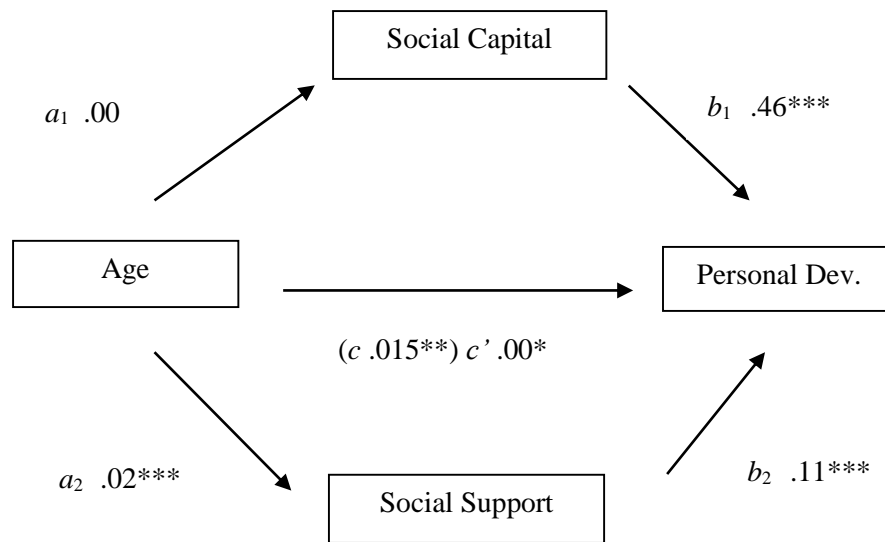 Social Capital
a₁ .00
b₁ .46***
Age
Personal Dev.
(c .015**) c’ .00*
a₂ .02***
b₂ .11***
Social Support